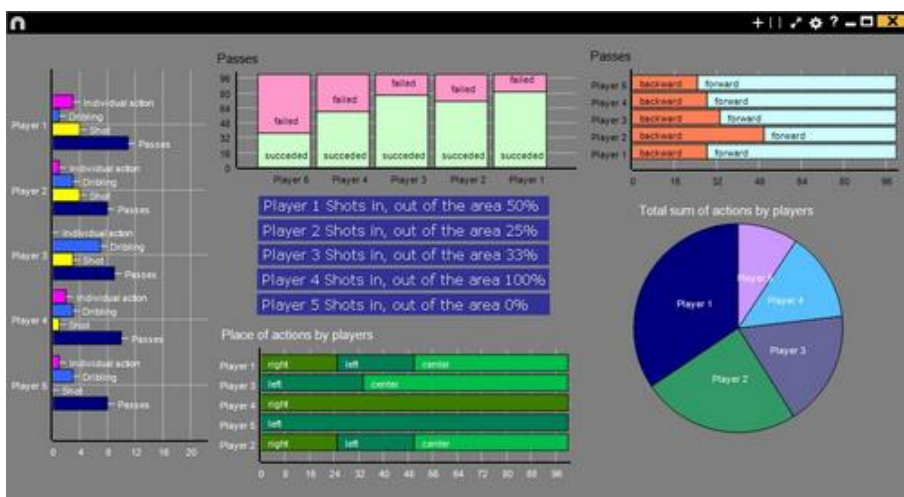 Passes
96
80
64
48
32
16
0
failed
failed
failed
failed
failed
succeded
succeded
succeded
succeded
succeded
Player 4
Player 3
Player 2
Player 1
Passes
Player 4
Player 3
Player 2
Player 1
backward
forward
backward
forward
backward
forward
backward
forward
backward
forward
0
16
32
48
64
80
96
Player 1
Individual action
Dribling
Shot
Passes
Player 2
Individual action
Dribling
Shot
Passes
Player 3
Individual action
Dribling
Shot
Passes
Player 4
Individual action
Dribling
Shot
Passes
Player 5
Individual action
Dribling
Shot
Passes
0
4
8
12
16
20
Player 1 Shots in, out of the area 50%
Player 2 Shots in, out of the area 25%
Player 3 Shots in, out of the area 33%
Player 4 Shots in, out of the area 100%
Player 5 Shots in, out of the area 0%
Total sum of actions by players
Player 5
Player 4
Player 1
Player 3
Player 2
Place of actions by players
Player 1
right
left
center
Player 3
left
center
Player 4
right
Player 5
left
Player 2
right
left
center
0
8
16
24
32
40
48
56
64
72
80
88
96